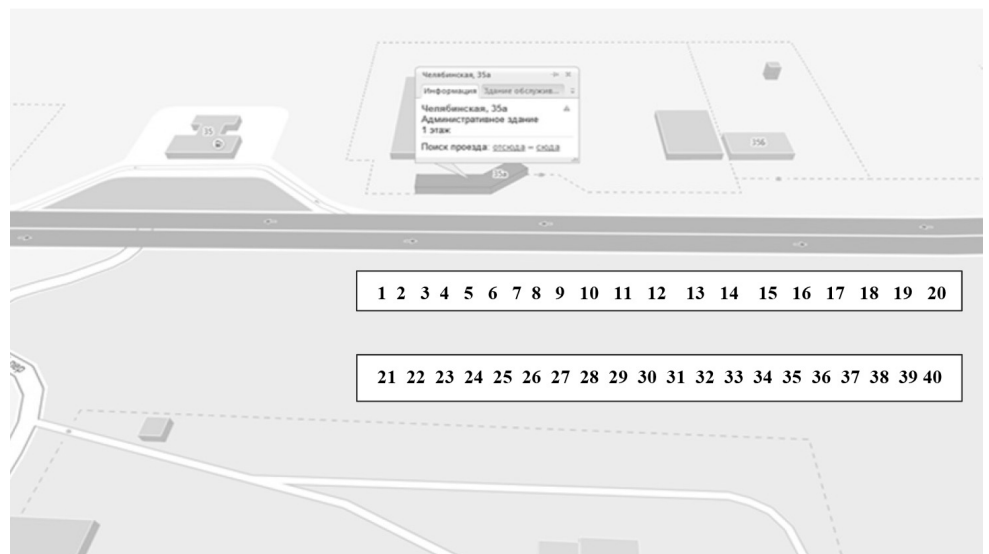 Челябинская, 35а
Информация Здание обслужив...
Челябинская, 35а
Административное здание
1 этаж
Поиск проезда: отсюда – сюда
35
35Б
35а
1 2 3 4 5 6 7 8 9 10 11 12 13 14 15 16 17 18 19 20
21 22 23 24 25 26 27 28 29 30 31 32 33 34 35 36 37 38 39 40